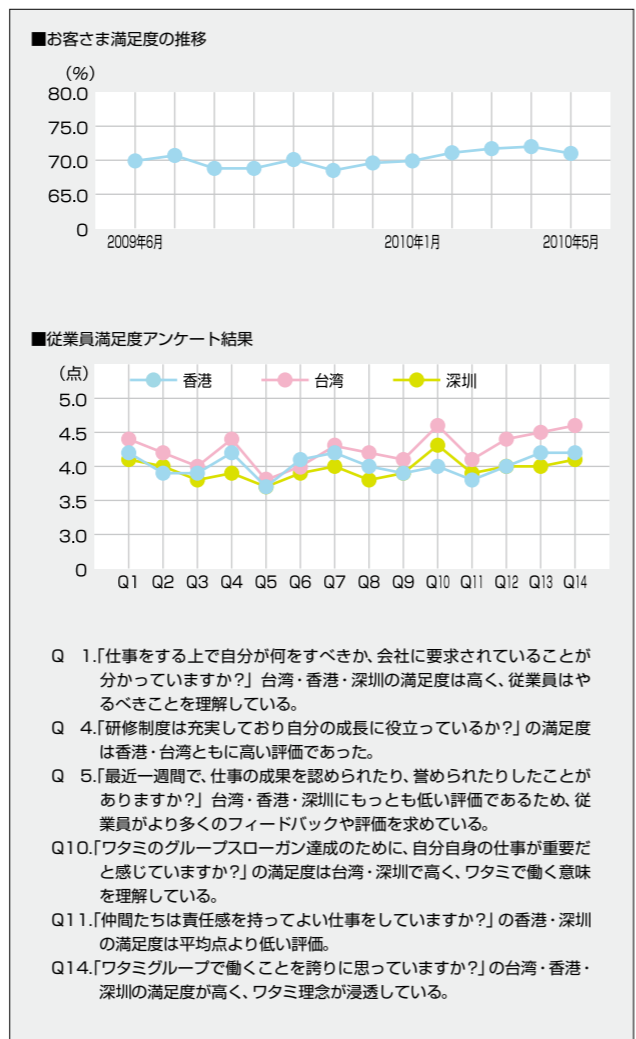 ■お客さま満足度の推移
(%)
80.0
75.0
70.0
65.0
0
2009年6月 2010年1月 2010年5月
■従業員満足度アンケート結果
(点) 香港 台湾 深圳
5.0
4.5
4.0
3.5
3.0
0
Q1 Q2 Q3 Q4 Q5 Q6 Q7 Q8 Q9 Q10 Q11 Q12 Q13 Q14
Q 1.「仕事をする上で自分が何をすべきか、会社に要求されていることが
分かっていますか?」台湾・香港・深圳の満足度は高く、従業員はや
るべきことを理解している。
Q 4.「研修制度は充実しており自分の成長に役立っているか?」の満足度
は香港・台湾ともに高い評価であった。
Q 5.「最近一週間で、仕事の成果を認められたり、誉められたりしたことが
ありますか?」台湾・香港・深圳にもっとも低い評価であるため、従
業員がより多くのフィードバックや評価を求めている。
Q10.「ワタミのグループスローガン達成のために、自分自身の仕事が重要だ
と感じていますか?」の満足度は台湾・深圳で高く、ワタミで働く意味
を理解している。
Q11.「仲間たちは責任感を持ってよい仕事をしていますか?」の香港・深圳
の満足度は平均点より低い評価。
Q14.「ワタミグループで働くことを誇りに思っていますか?」の台湾・香港・
深圳の満足度が高く、ワタミ理念が浸透している。